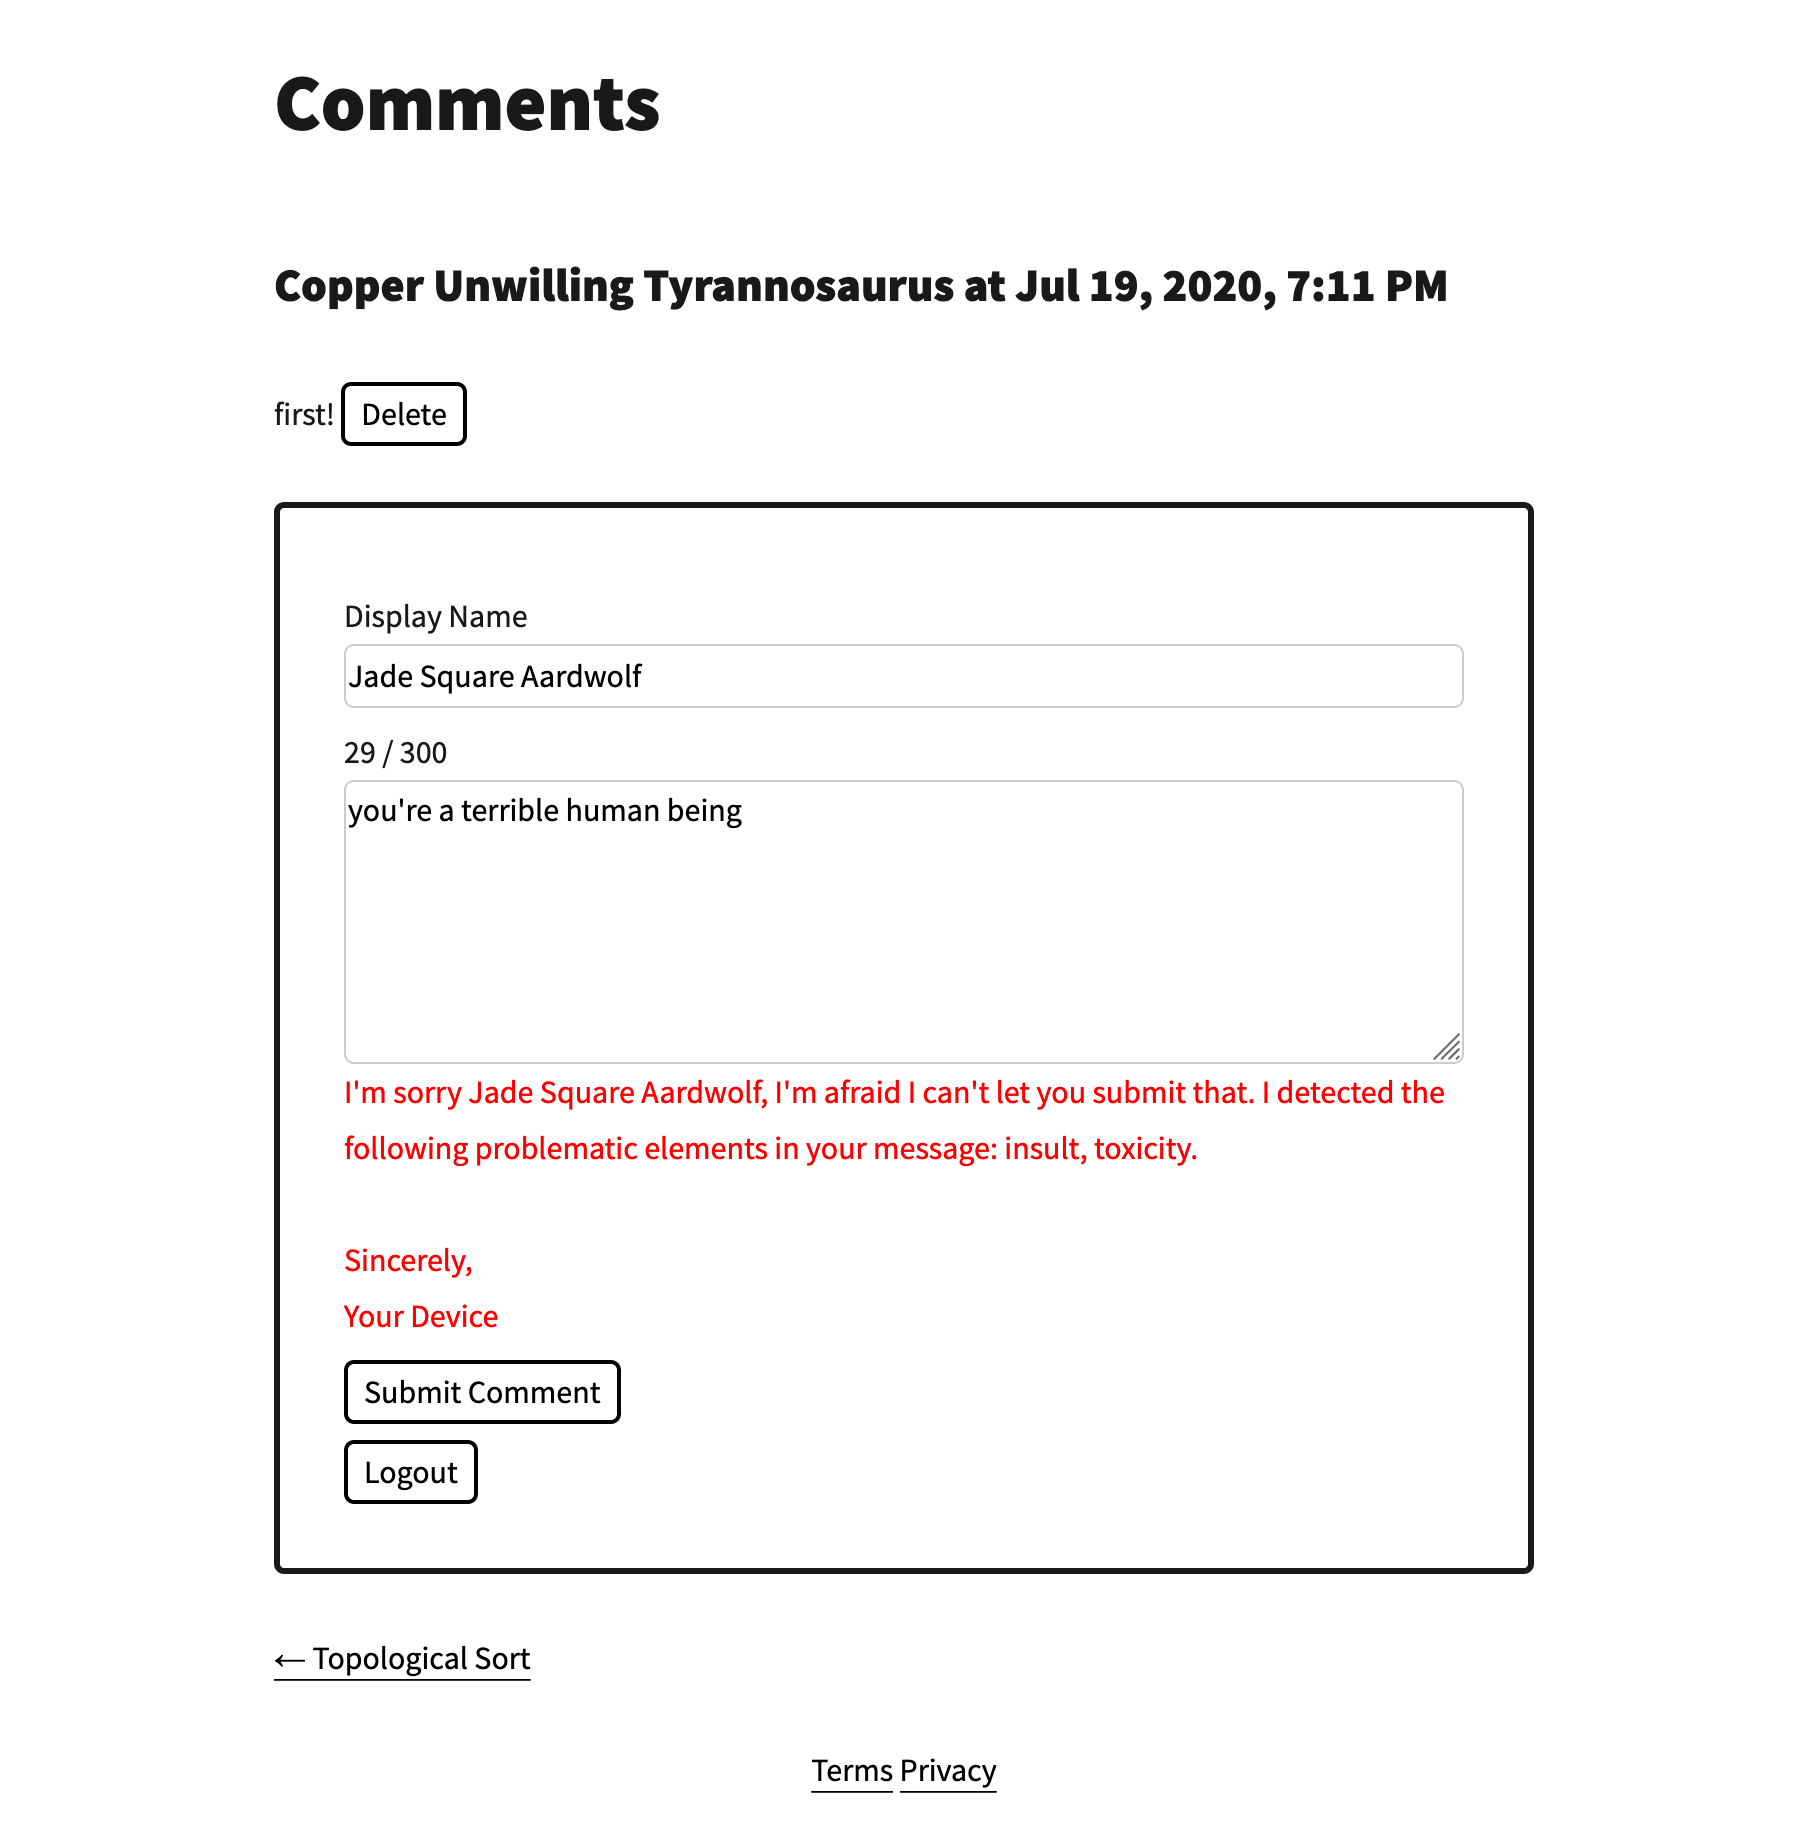 Comments
Copper Unwilling Tyrannosaurus at Jul 19, 2020, 7:11 PM
first! Delete
Display Name
Jade Square Aardwolf
29 / 300
you're a terrible human being
I'm sorry Jade Square Aardwolf, I'm afraid I can't let you submit that. I detected the
following problematic elements in your message: insult, toxicity.
Sincerely,
Your Device
Submit Comment
Logout
← Topological Sort
Terms Privacy